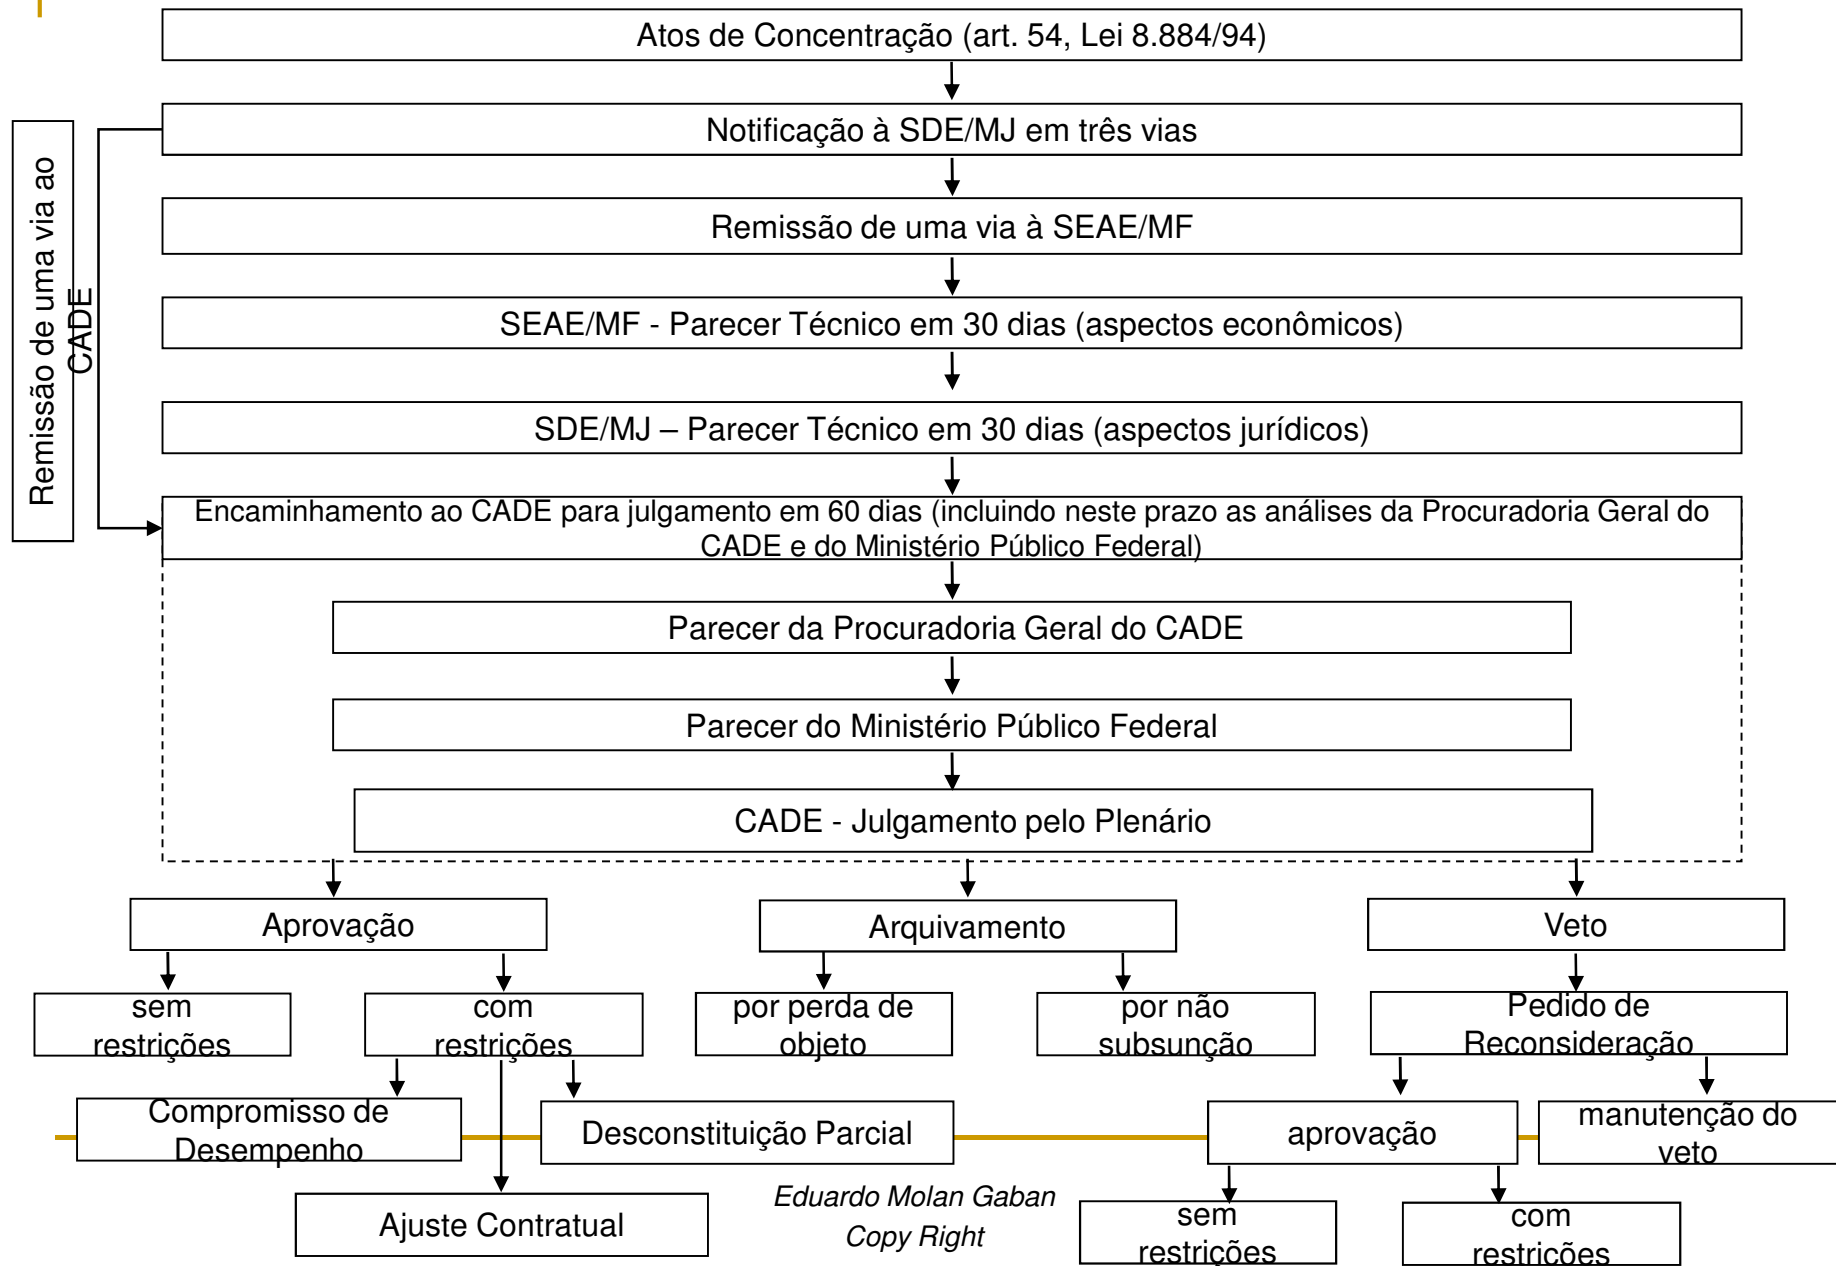 Atos de Concentração (art. 54, Lei 8.884/94)
Notificação à SDE/MJ em três vias
Remissão de uma via ao
CADE
Remissão de uma via à SEAE/MF
SEAE/MF - Parecer Técnico em 30 dias (aspectos econômicos)
SDE/MJ – Parecer Técnico em 30 dias (aspectos jurídicos)
Encaminhamento ao CADE para julgamento em 60 dias (incluindo neste prazo as análises da Procuradoria Geral do
CADE e do Ministério Público Federal)
Parecer da Procuradoria Geral do CADE
Parecer do Ministério Público Federal
CADE - Julgamento pelo Plenário
Aprovação
Arquivamento
Veto
sem
restrições
com
restrições
por perda de
objeto
por não
subsunção
Pedido de
Reconsideração
Compromisso de
Desempenho
Desconstituição Parcial
aprovação
manutenção do
veto
Ajuste Contratual
Eduardo Molan Gaban
Copy Right
sem
restrições
com
restrições